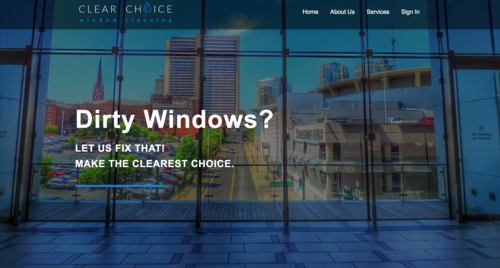 CLEAR CHOICE
window cleaning
Home About Us Services Sign In
Dirty Windows?
LET US FIX THAT!
MAKE THE CLEAREST CHOICE.